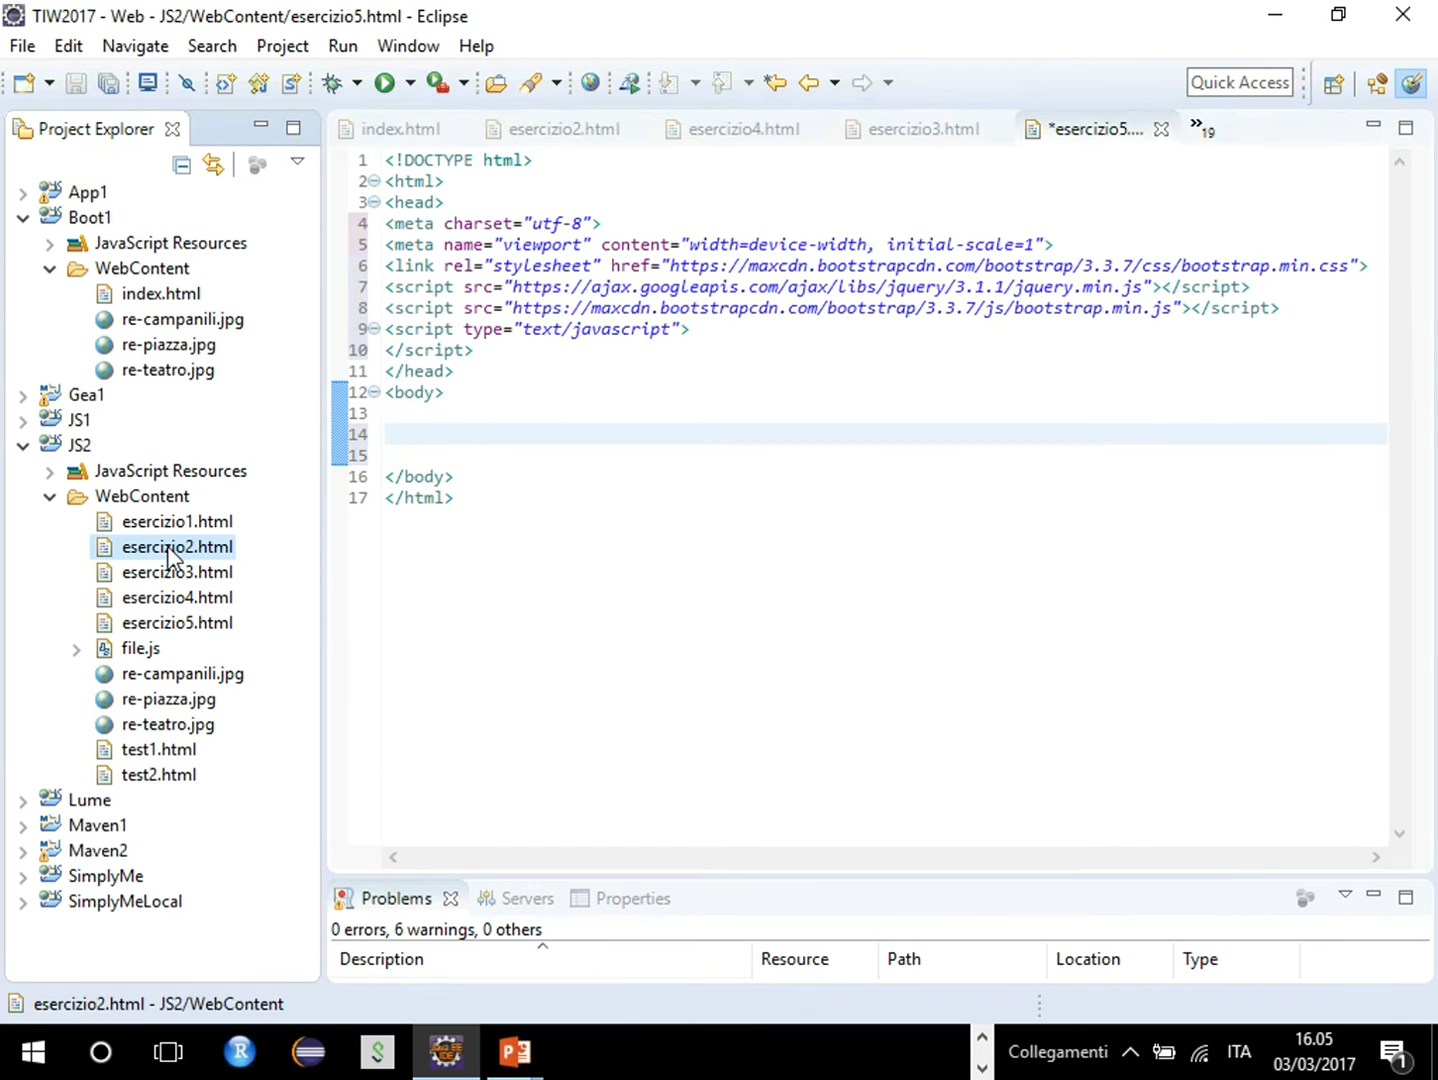 TIW2017 - Web - JS2/WebContent/esercizio5.html - Eclipse
File Edit Navigate Search Project Run Window Help
Quick Access
Project Explorer
index.html esercizio2.html esercizio4.html esercizio3.html *esercizio5.... »19
App1
Boot1
JavaScript Resources
WebContent
index.html
re-campanili.jpg
re-piazza.jpg
re-teatro.jpg
Gea1
JS1
JS2
JavaScript Resources
WebContent
esercizio1.html
esercizio2.html
esercizio3.html
esercizio4.html
esercizio5.html
file.js
re-campanili.jpg
re-piazza.jpg
re-teatro.jpg
test1.html
test2.html
Lume
Maven1
Maven2
SimplyMe
SimplyMeLocal
1 <!DOCTYPE html>
2 <html>
3 <head>
4 <meta charset="utf-8">
5 <meta name="viewport" content="width=device-width, initial-scale=1">
6 <link rel="stylesheet" href="https://maxcdn.bootstrapcdn.com/bootstrap/3.3.7/css/bootstrap.min.css">
7 <script src="https://ajax.googleapis.com/ajax/libs/jquery/3.1.1/jquery.min.js"></script>
8 <script src="https://maxcdn.bootstrapcdn.com/bootstrap/3.3.7/js/bootstrap.min.js"></script>
9 <script type="text/javascript">
10 </script>
11 </head>
12 <body>
13
14
15
16 </body>
17 </html>
Problems Servers Properties
0 errors, 6 warnings, 0 others
Description Resource Path Location Type
esercizio2.html - JS2/WebContent
R S JAVA EE IDE P Collegamenti ITA 16.05
03/03/2017 1